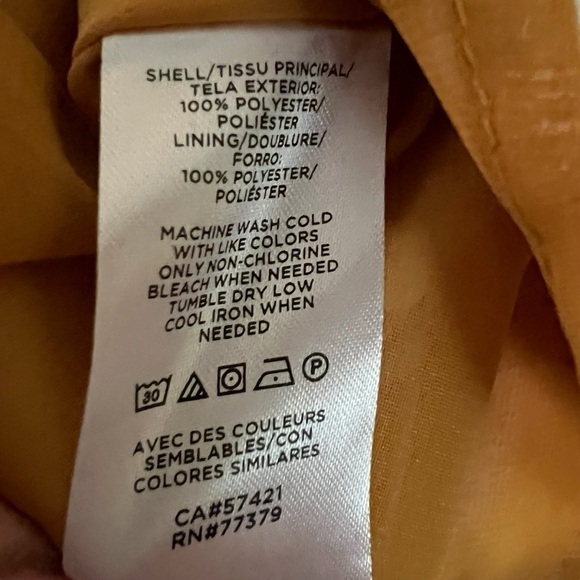 SHELL/TISSU PRINCIPAL/
TELA EXTERIOR:
100% POLYESTER/
POLIÉSTER
LINING/DOUBLURE/
FORRO:
100% POLYESTER/
POLIÉSTER
MACHINE WASH COLD
WITH LIKE COLORS
ONLY NON-CHLORINE
BLEACH WHEN NEEDED
TUMBLE DRY LOW
COOL IRON WHEN
NEEDED
30 P
AVEC DES COULEURS
SEMBLABLES/CON
COLORES SIMILARES
CA#57421
RN#77379